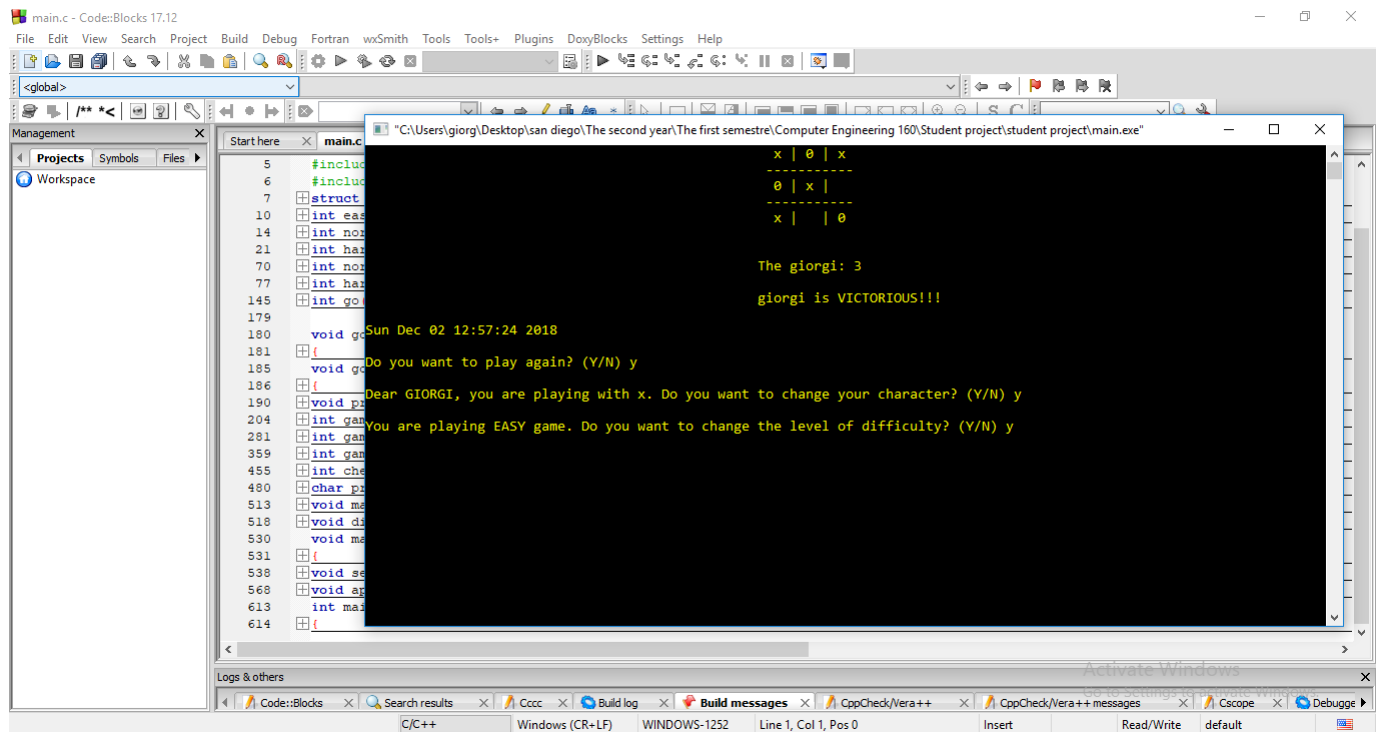 main.c - Code::Blocks 17.12
File Edit View Search Project Build Debug Fortran wxSmith Tools Tools+ Plugins DoxyBlocks Settings Help
<global>
/** *<
S C
Management
Projects Symbols Files
Workspace
Start here main.c
"C:\Users\giorg\Desktop\san diego\The second year\The first semestre\Computer Engineering 160\Student project\student project\main.exe"
5 #includ
6 #includ
7 struct
10 int eas
14 int nor
21 int har
70 int nor
77 int har
145 int go
179
180 void go
181 {
185 void go
186 {
190 void pr
204 int gam
281 int gam
359 int gam
455 int che
480 char pr
513 void ma
518 void di
530 void ma
531 {
538 void se
568 void ap
613 int mai
614 {
x | 0 | x
-----------
0 | x |
-----------
x | | 0
The giorgi: 3
giorgi is VICTORIOUS!!!
Sun Dec 02 12:57:24 2018
Do you want to play again? (Y/N) y
Dear GIORGI, you are playing with x. Do you want to change your character? (Y/N) y
You are playing EASY game. Do you want to change the level of difficulty? (Y/N) y
Activate Windows
Go to Settings to activate Windows.
Logs & others
Code::Blocks Search results Cccc Build log Build messages CppCheck/Vera++ CppCheck/Vera++ messages Cscope Debugge
C/C++ Windows (CR+LF) WINDOWS-1252 Line 1, Col 1, Pos 0 Insert Read/Write default